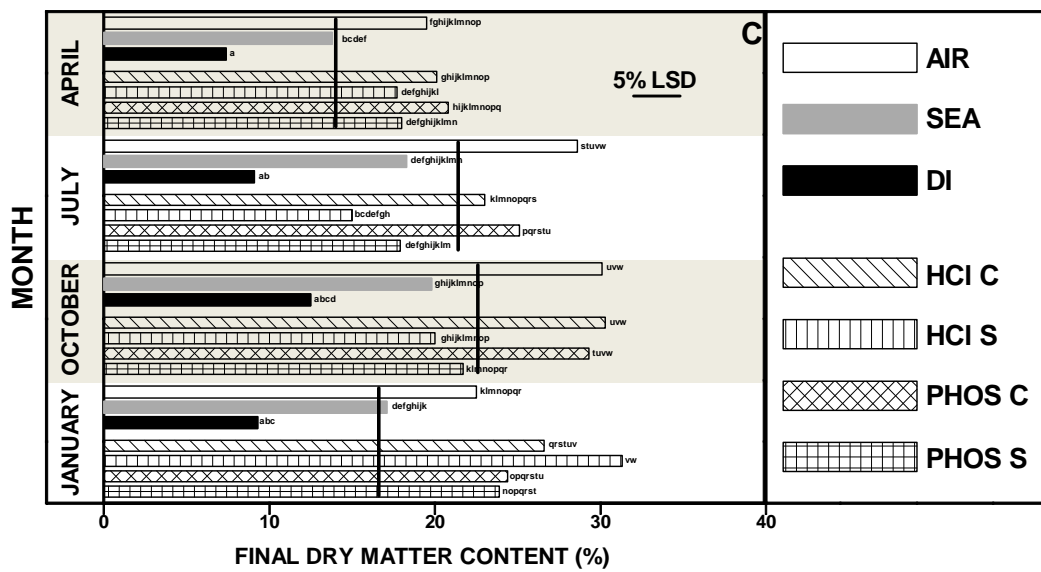 C
5% LSD
MONTH
APRIL
fghijklmnop
bcdef
a
ghijklmnop
defghijkl
hijklmnopq
defghijklmn
JULY
stuvw
defghijklmn
ab
klmnopqrs
bcdefgh
pqrstu
defghijklm
OCTOBER
uvw
ghijklmnop
abcd
uvw
ghijklmnop
tuvw
klmnopqr
JANUARY
klmnopqr
defghijk
abc
qrstuv
vw
opqrstu
nopqrst
0 10 20 30 40
FINAL DRY MATTER CONTENT (%)
AIR
SEA
DI
HCl C
HCl S
PHOS C
PHOS S